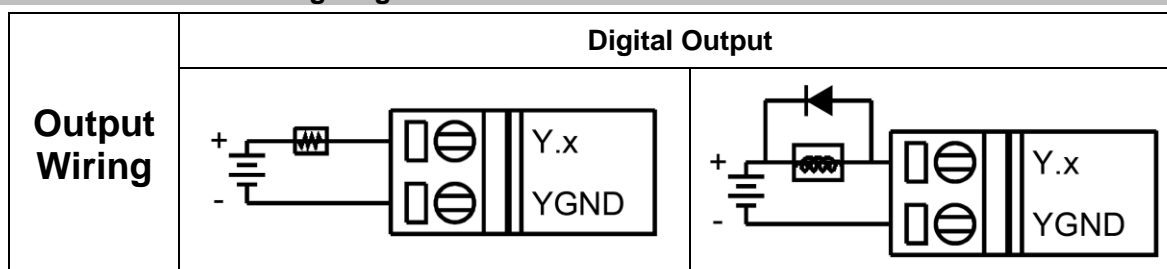 Digital Output
Output
Wiring
+
-
Y.x
YGND
+
-
Y.x
YGND